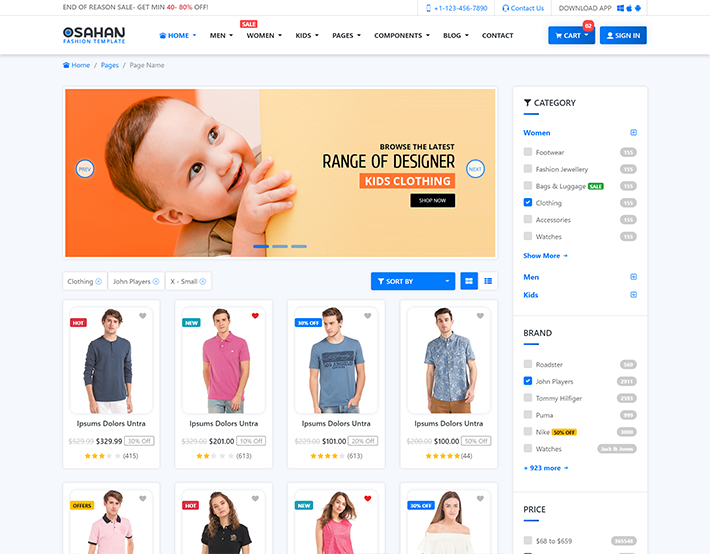 END OF REASON SALE- GET MIN 40- 80% OFF!
+1-123-456-7890
Contact Us
DOWNLOAD APP
OSAHAN
FASHION TEMPLATE
SALE
HOME
MEN
WOMEN
KIDS
PAGES
COMPONENTS
BLOG
CONTACT
CART
02
SIGN IN
Home / Pages / Page Name
PREV
BROWSE THE LATEST
RANGE OF DESIGNER
KIDS CLOTHING
SHOP NOW
NEXT
Clothing
John Players
X - Small
SORT BY
HOT
NEW
30% OFF
Ipsums Dolors Untra
$529.99 $329.99 30% Off
(415)
Ipsums Dolors Untra
$329.00 $201.00 10% Off
(613)
Ipsums Dolors Untra
$229.00 $101.00 20% Off
(613)
Ipsums Dolors Untra
$200.00 $100.00 50% Off
(44)
OFFERS
HOT
NEW
30% OFF
CATEGORY
Women
Footwear 155
Fashion Jewellery 155
Bags & Luggage SALE 155
Clothing 155
Accessories 155
Watches 155
Show More
Men
Kids
BRAND
Roadster 569
John Players 2911
Tommy Hilfiger
Puma 999
Nike 50% OFF 3000
Watches Jack & Jones
+ 923 more
PRICE
$68 to $659